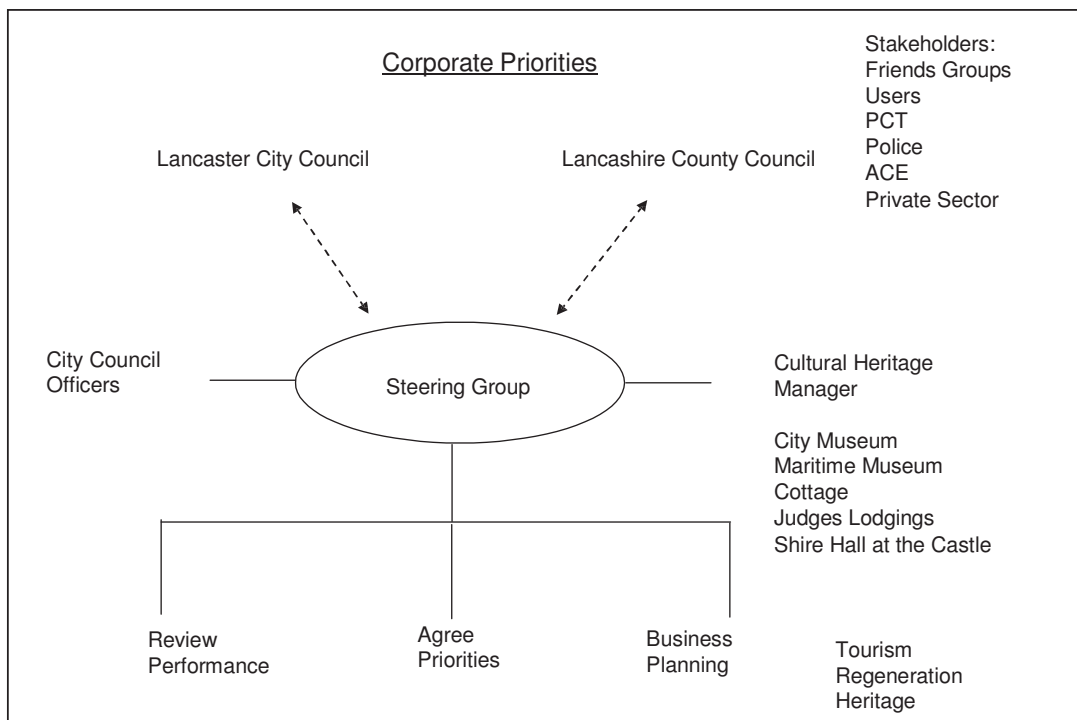 Corporate Priorities
Stakeholders:
Friends Groups
Users
PCT
Police
ACE
Private Sector
Lancaster City Council
Lancashire County Council
City Council
Officers
Steering Group
Cultural Heritage
Manager
City Museum
Maritime Museum
Cottage
Judges Lodgings
Shire Hall at the Castle
Review
Performance
Agree
Priorities
Business
Planning
Tourism
Regeneration
Heritage